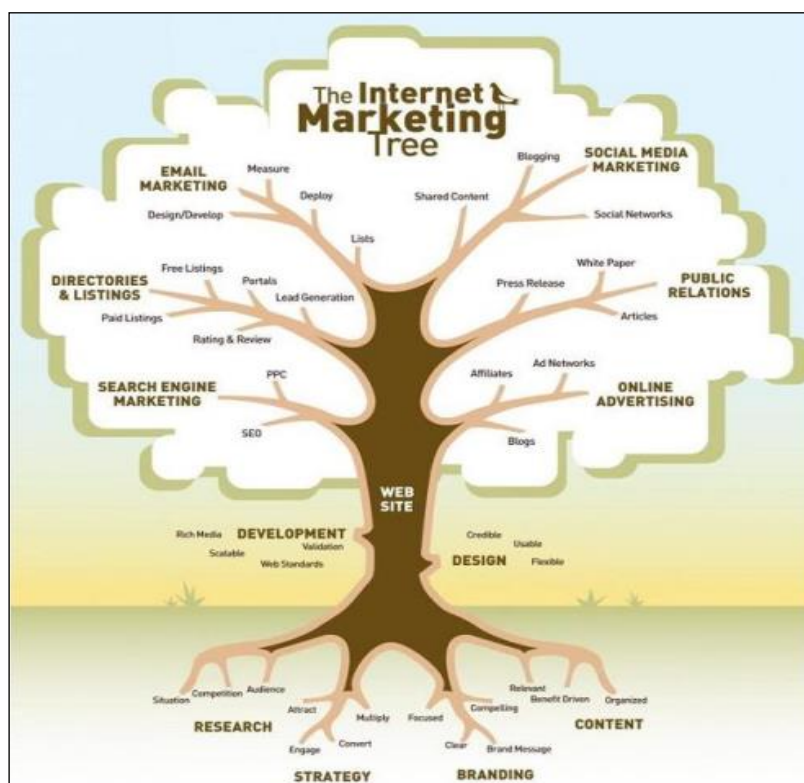 The Internet
Marketing
Tree
EMAIL
MARKETING
Measure
Deploy
Design/Develop
Lists
SOCIAL MEDIA
MARKETING
Blogging
Shared Content
Social Networks
DIRECTORIES
& LISTINGS
Free Listings
Portals
Lead Generation
Paid Listings
Rating & Review
PUBLIC
RELATIONS
White Paper
Press Release
Articles
SEARCH ENGINE
MARKETING
PPC
SEO
ONLINE
ADVERTISING
Ad Networks
Affiliates
Blogs
WEB
SITE
DEVELOPMENT
Rich Media
Validation
Scalable
Web Standards
DESIGN
Credible
Usable
Flexible
RESEARCH
Situation
Competition
Audience
STRATEGY
Attract
Engage
Convert
Multiply
BRANDING
Focused
Clear
Brand Message
Compelling
CONTENT
Relevant
Benefit Driven
Organized